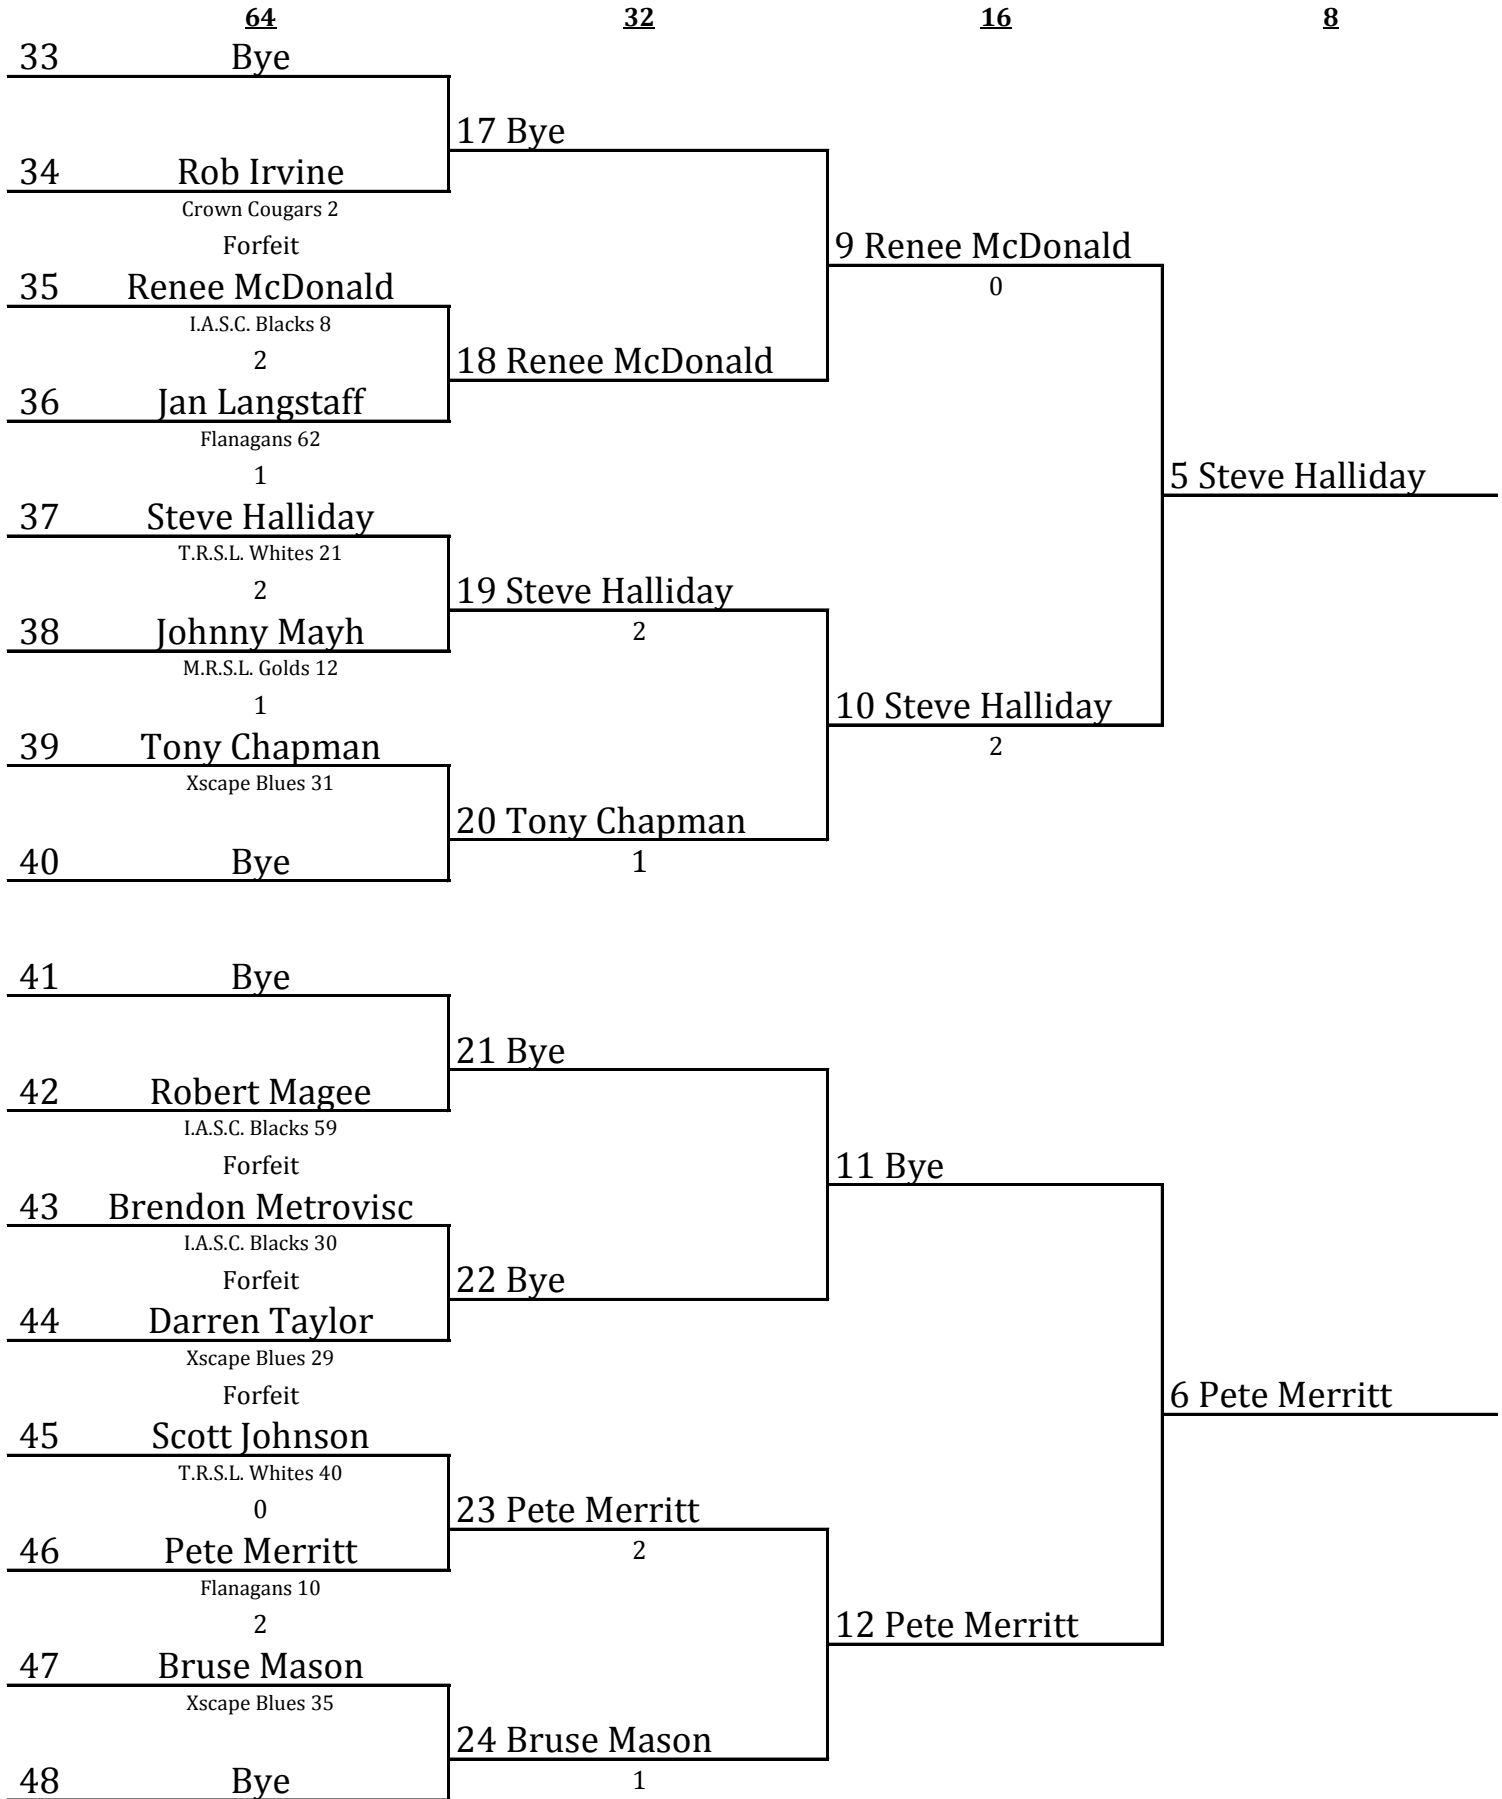 64 32 16 8
33 Bye
17 Bye
34 Rob Irvine
Crown Cougars 2
Forfeit
9 Renee McDonald
35 Renee McDonald
0
I.A.S.C. Blacks 8
2
18 Renee McDonald
36 Jan Langstaff
Flanagans 62
1
5 Steve Halliday
37 Steve Halliday
T.R.S.L. Whites 21
2
19 Steve Halliday
38 Johnny Mayh
2
M.R.S.L. Golds 12
1
10 Steve Halliday
39 Tony Chapman
2
Xscape Blues 31
20 Tony Chapman
40 Bye
1
41 Bye
21 Bye
42 Robert Magee
I.A.S.C. Blacks 59
Forfeit
11 Bye
43 Brendon Metrovisc
I.A.S.C. Blacks 30
Forfeit
22 Bye
44 Darren Taylor
Xscape Blues 29
Forfeit
6 Pete Merritt
45 Scott Johnson
T.R.S.L. Whites 40
0
23 Pete Merritt
46 Pete Merritt
2
Flanagans 10
2
12 Pete Merritt
47 Bruse Mason
Xscape Blues 35
24 Bruse Mason
48 Bye
1